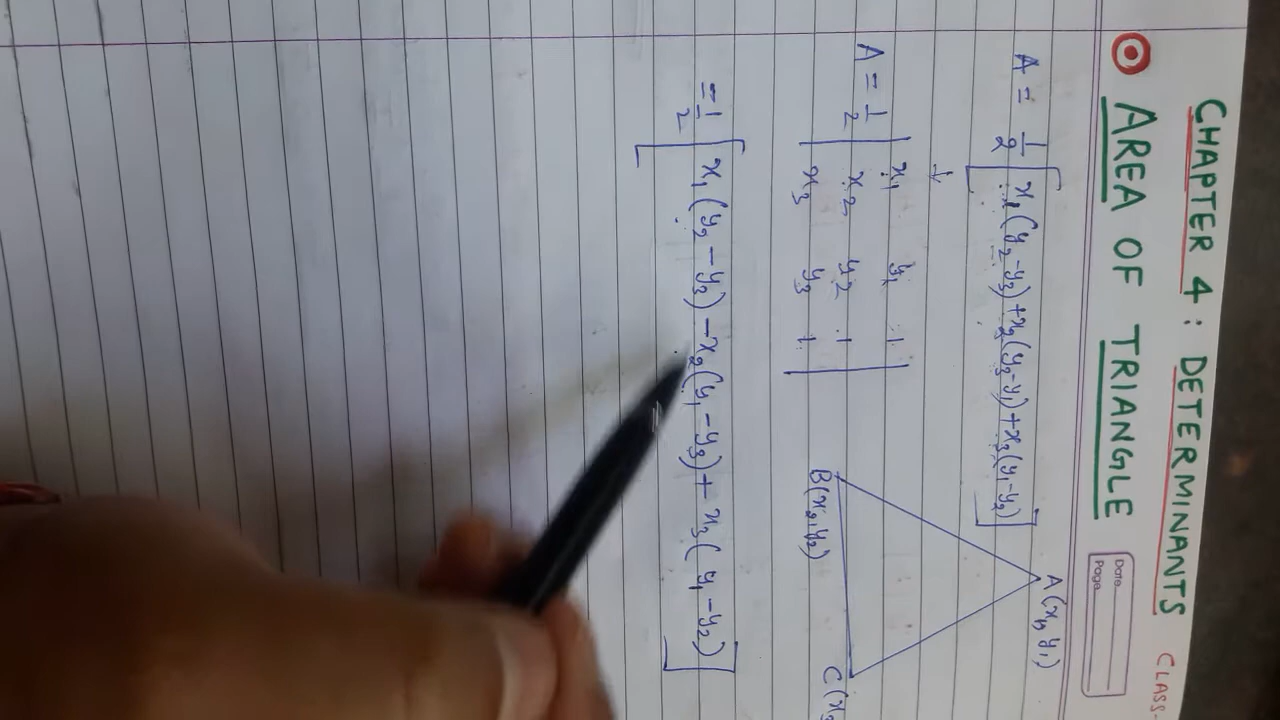 CHAPTER 4 : DETERMINANTS CLASS
AREA OF TRIANGLE
Date
Page
A = 1/2 [x₁(y₂-y₃)+x₂(y₃-y₁)+x₃(y₁-y₂)]
A(x₁, y₁)
↓
A = 1/2 | x₁ y₁ 1
x₂ y₂ 1
x₃ y₃ 1 |
B(x₂, y₂)
C(x₃
= 1/2 [x₁(y₂-y₃)-x₂(y₁-y₃)+x₃(y₁-y₂)]